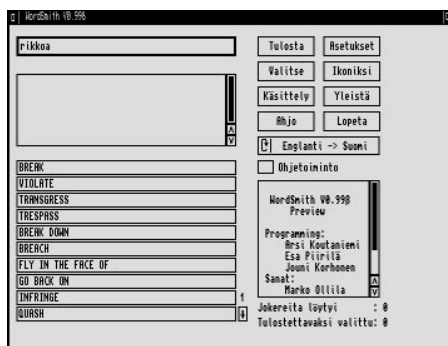 WordSmith V0.99β
rikkoa
BREAK
VIOLATE
TRANSGRESS
TRESPASS
BREAK DOWN
BREACH
FLY IN THE FACE OF
GO BACK ON
INFRINGE
QUASH
1
Tulosta
Asetukset
Valitse
Ikoniksi
Käsittely
Yleistä
Ahjo
Lopeta
Englanti -> Suomi
Ohjetoiminto
WordSmith V0.99β
Preview
Programming:
Arsi Koutaniemi
Esa Piirilä
Jouni Korhonen
Sanat:
Marko Ollila
Jokereita löytyi : 0
Tulostettavaksi valittu: 0